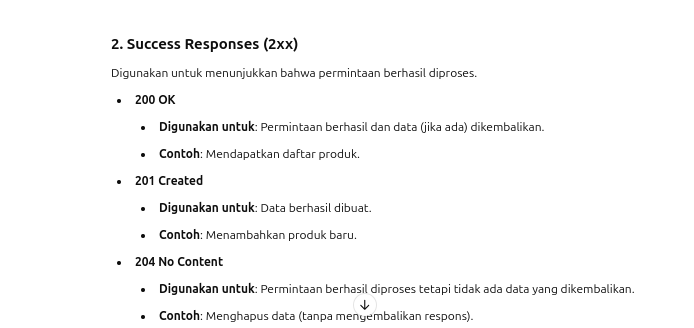 2. Success Responses (2xx)
Digunakan untuk menunjukkan bahwa permintaan berhasil diproses.
• 200 OK
• Digunakan untuk: Permintaan berhasil dan data (jika ada) dikembalikan.
• Contoh: Mendapatkan daftar produk.
• 201 Created
• Digunakan untuk: Data berhasil dibuat.
• Contoh: Menambahkan produk baru.
• 204 No Content
• Digunakan untuk: Permintaan berhasil diproses tetapi tidak ada data yang dikembalikan.
• Contoh: Menghapus data (tanpa mengembalikan respons).